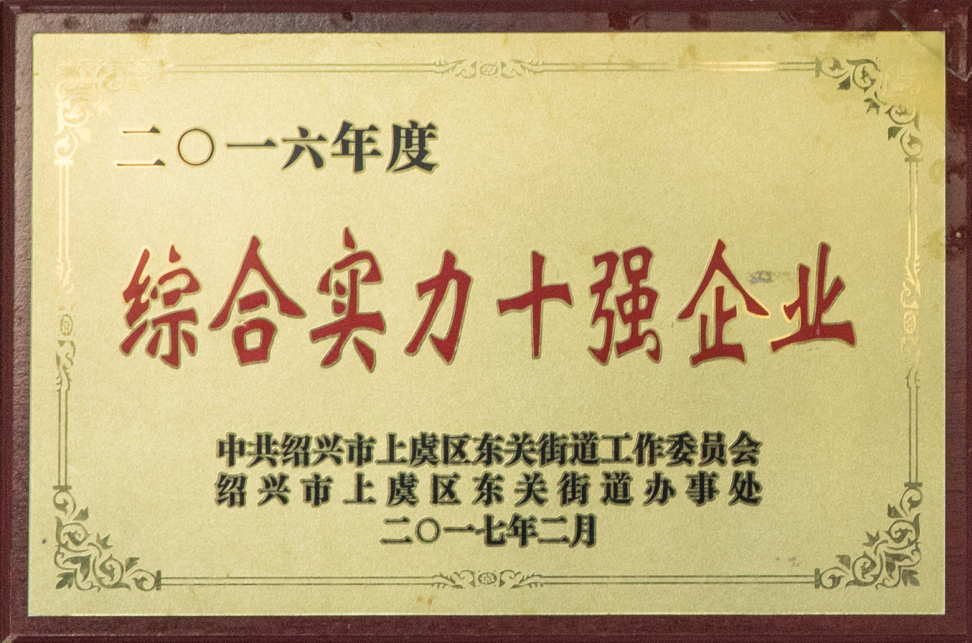 二〇一六年度
综合实力十强企业
中共绍兴市上虞区东关街道工作委员会
绍兴市上虞区东关街道办事处
二〇一七年二月